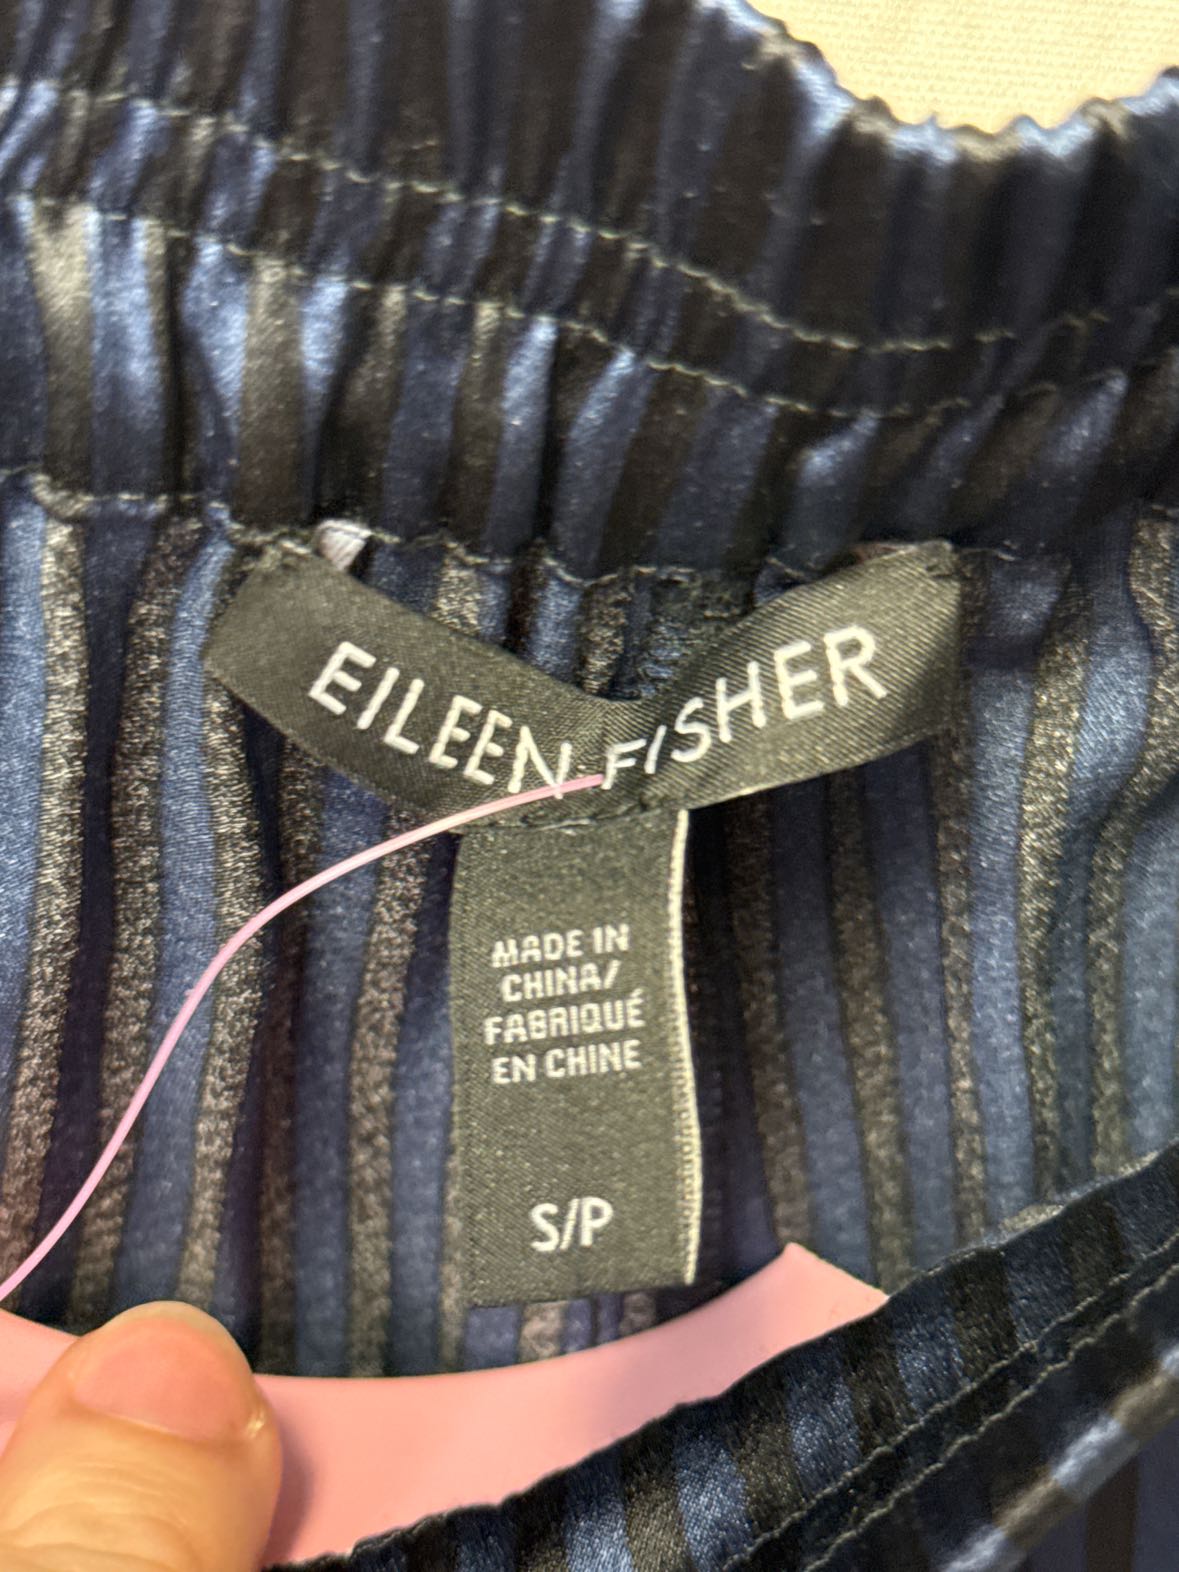 EILEEN FISHER
MADE IN
CHINA/
FABRIQUÉ
EN CHINE
S/P